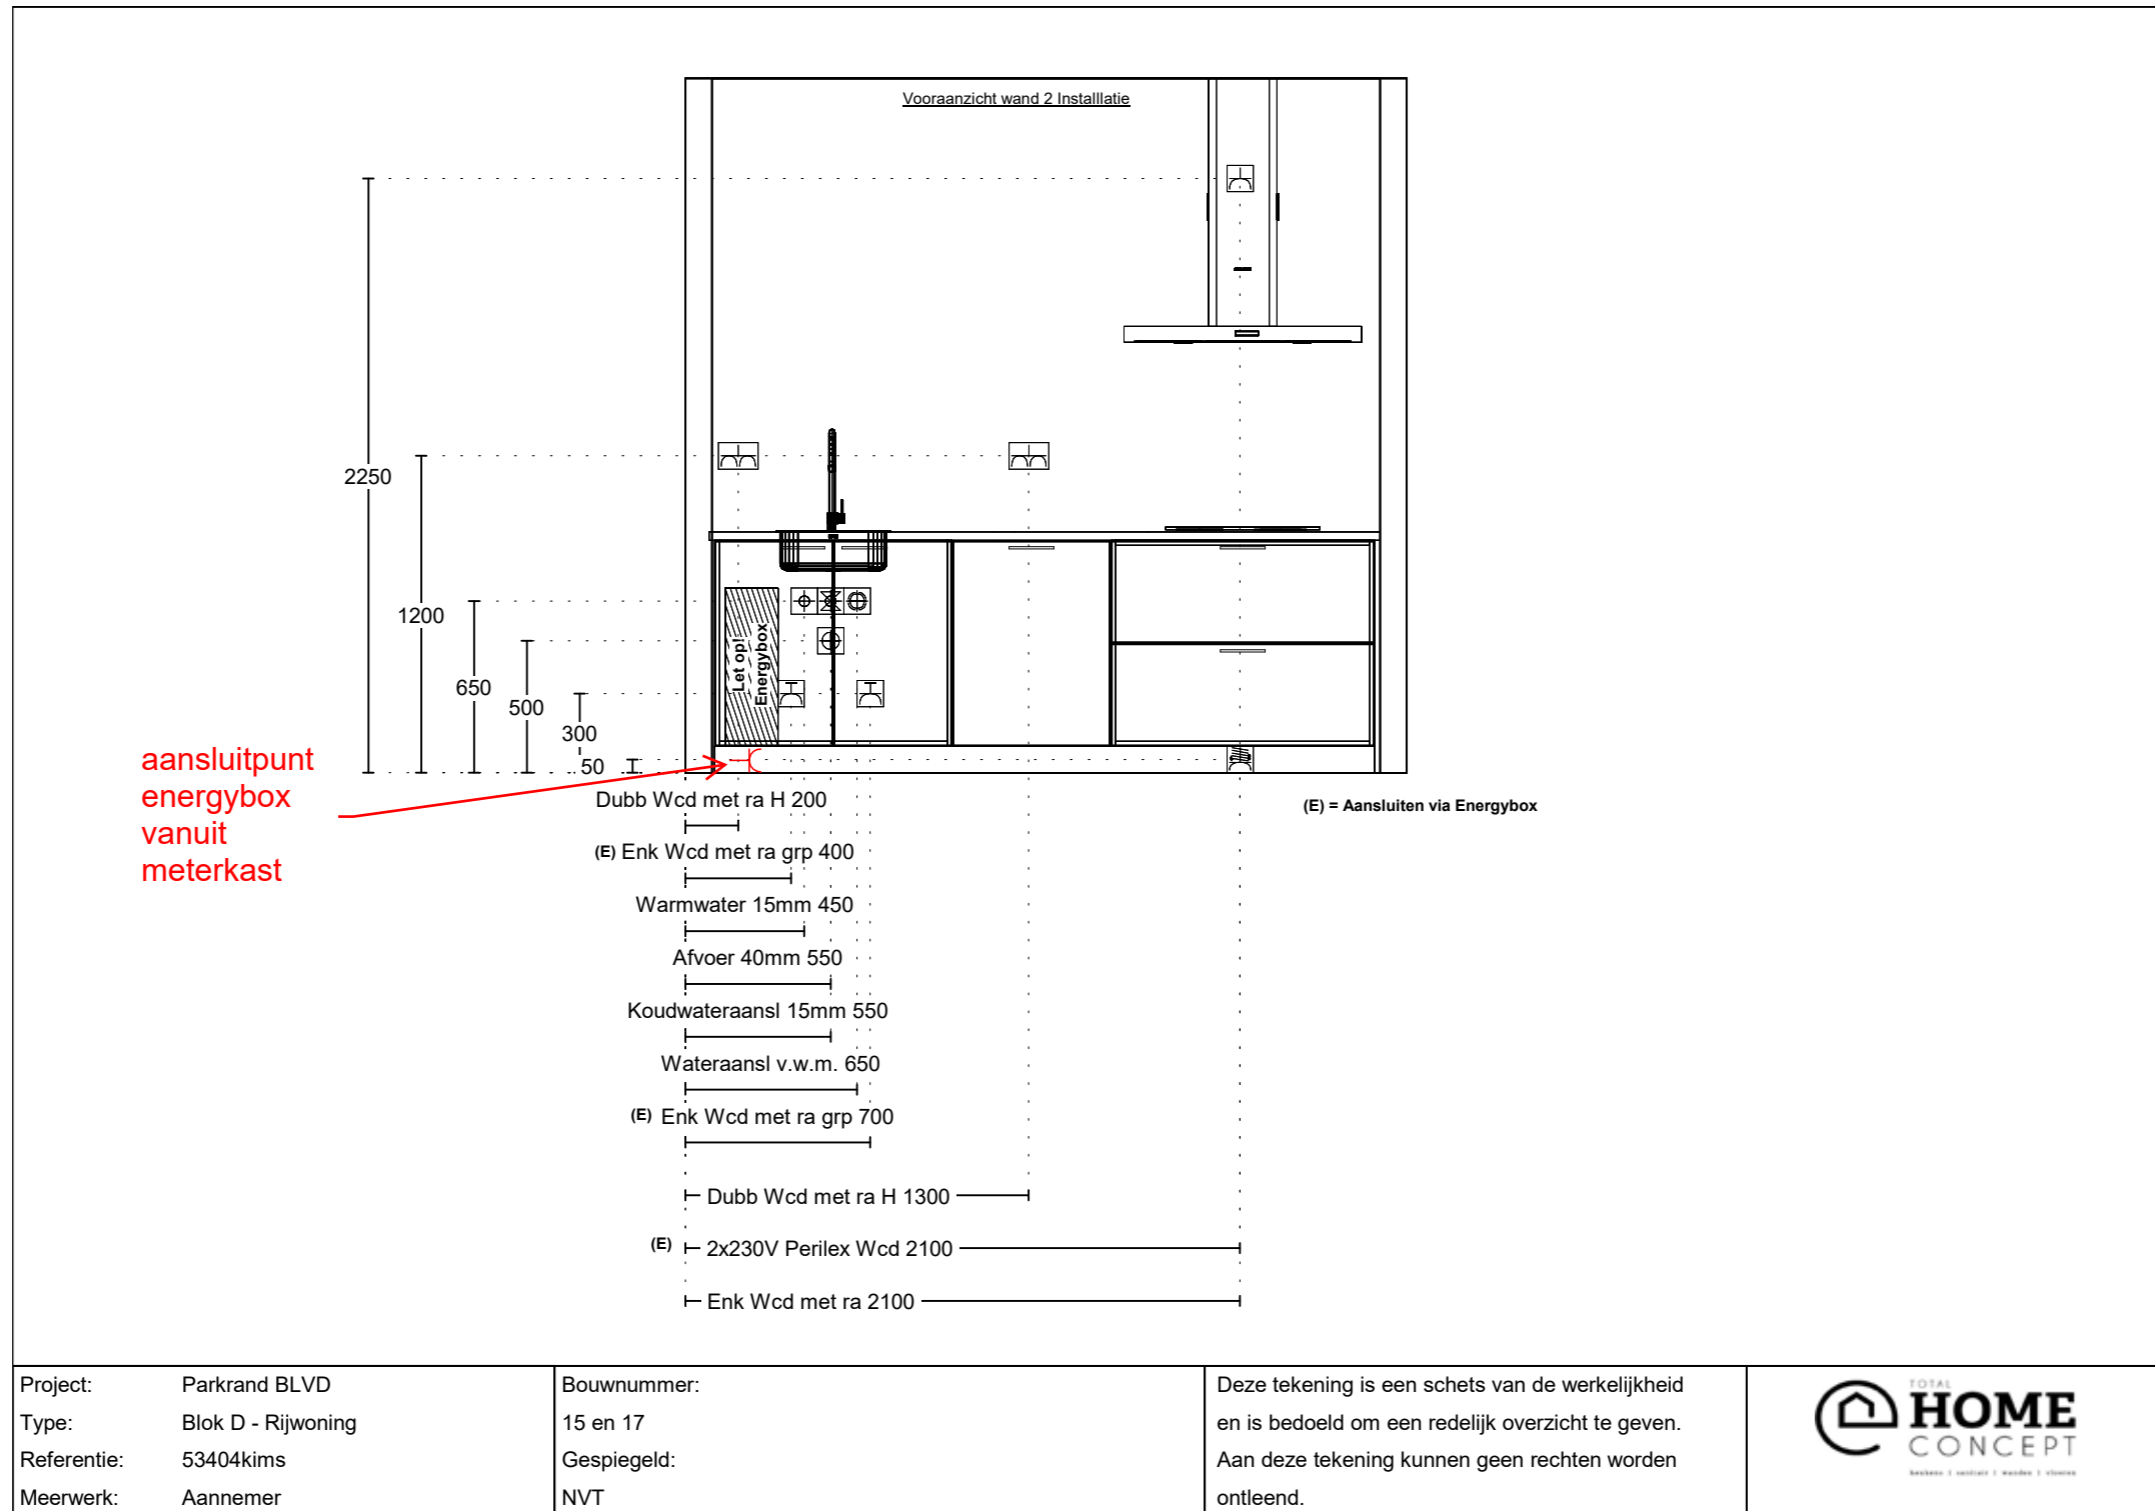 Vooraanzicht wand 2 Installlatie
2250
1200
650
500
300
50
Let op!
Energybox
aansluitpunt
energybox
vanuit
meterkast
Dubb Wcd met ra H 200
(E) = Aansluiten via Energybox
(E) Enk Wcd met ra grp 400
Warmwater 15mm 450
Afvoer 40mm 550
Koudwateraansl 15mm 550
Wateraansl v.w.m. 650
(E) Enk Wcd met ra grp 700
Dubb Wcd met ra H 1300
(E) 2x230V Perilex Wcd 2100
Enk Wcd met ra 2100
Project: Parkrand BLVD
Type: Blok D - Rijwoning
Referentie: 53404kims
Meerwerk: Aannemer
Bouwnummer:
15 en 17
Gespiegeld:
NVT
Deze tekening is een schets van de werkelijkheid
en is bedoeld om een redelijk overzicht te geven.
Aan deze tekening kunnen geen rechten worden
ontleend.
TOTAL
HOME
CONCEPT
keukens | sanitair | wanden | vloeren